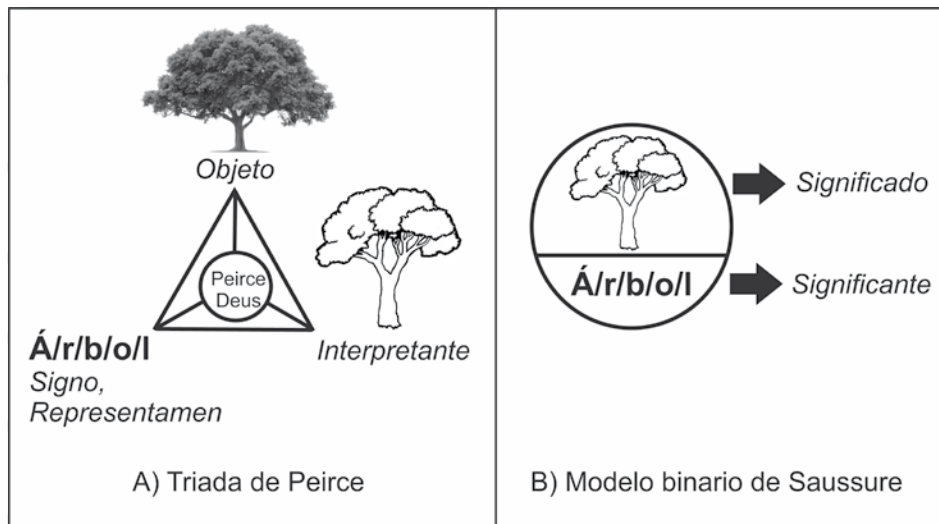 Objeto
Peirce
Deus
Á/r/b/o/l
Signo,
Representamen
Interpretante
A) Triada de Peirce
Significado
Á/r/b/o/l
Significante
B) Modelo binario de Saussure